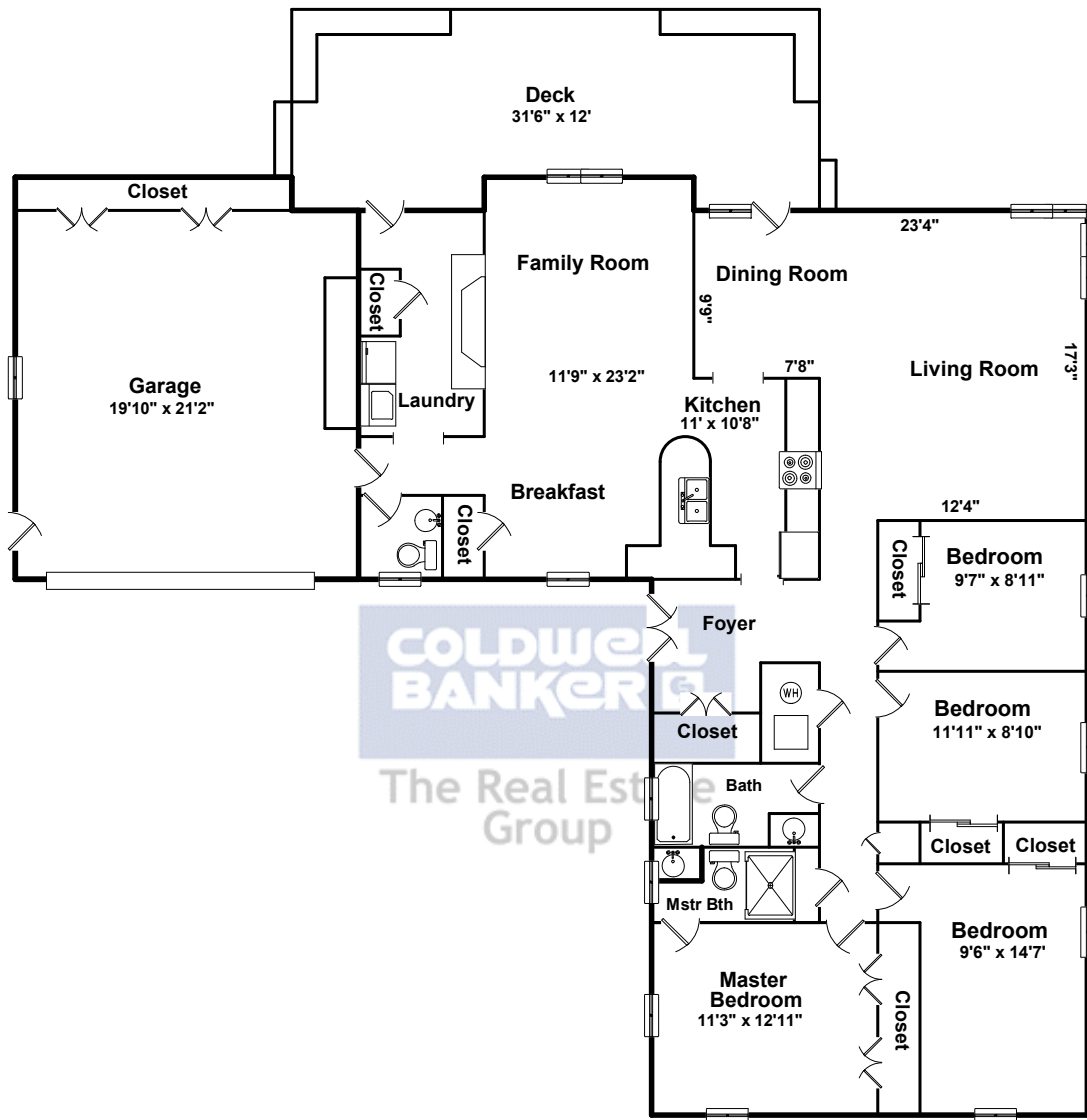 Deck
31'6" x 12'
Closet
23'4"
Family Room
Dining Room
Closet
9'9"
17'3"
Garage
19'10" x 21'2"
11'9" x 23'2"
7'8"
Living Room
Laundry
Kitchen
11' x 10'8"
Breakfast
12'4"
Closet
Closet
Bedroom
9'7" x 8'11"
Foyer
COLDWELL
BANKER
The Real Estate
Group
WH
Closet
Bedroom
11'11" x 8'10"
Bath
Closet
Closet
Mstr Bth
Bedroom
9'6" x 14'7'
Master
Bedroom
11'3" x 12'11"
Closet